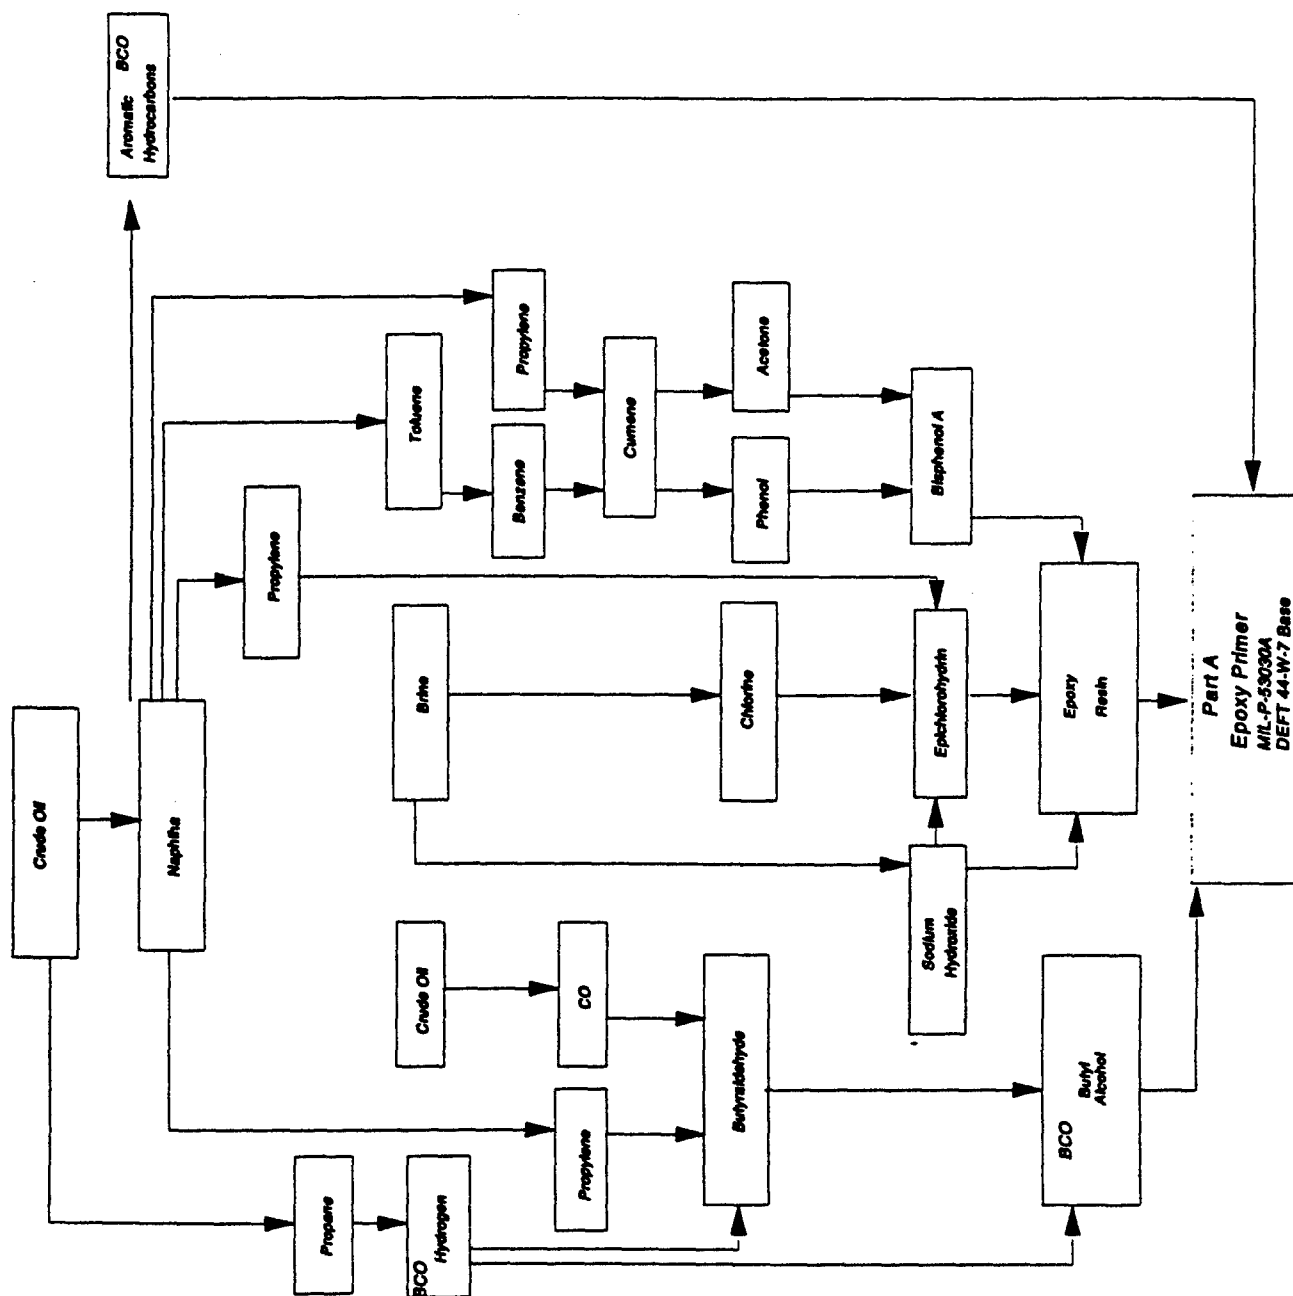 BCO
Aromatic
Hydrocarbons
Crude Oil
Naphtha
Propylene
Toluene
Propylene
Benzene
Cumene
Acetone
Phenol
Bisphenol A
Brine
Chlorine
Epichlorohydrin
Sodium
Hydroxide
Epoxy
Resin
Crude Oil
CO
Propane
BCO
Hydrogen
Propylene
Butyraldehyde
BCO
Butyl
Alcohol
Part A
Epoxy Primer
MIL-P-53030A
DEFT 44-W-7 Base